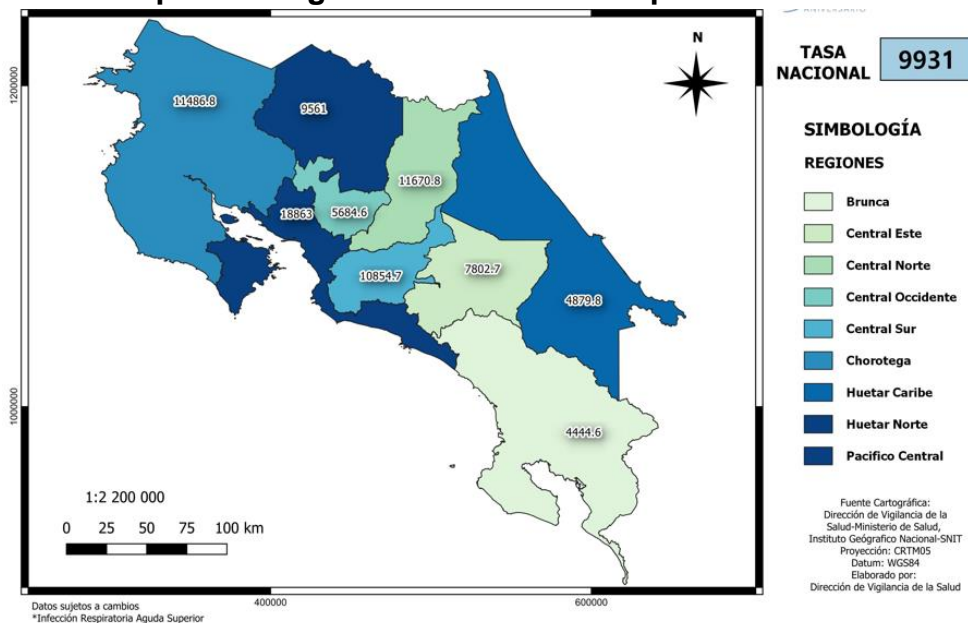 ANIVERSARIO
N
TASA
NACIONAL
9931
1200000
11486.8
9561
SIMBOLOGÍA
REGIONES
11670.8
18863
5684.6
Brunca
Central Este
7802.7
10854.7
Central Norte
4879.8
Central Occidente
Central Sur
Chorotega
1000000
Huetar Caribe
4444.6
Huetar Norte
Pacifico Central
1:2 200 000
0 25 50 75 100 km
Fuente Cartográfica:
Dirección de Vigilancia de la
Salud-Ministerio de Salud,
Instituto Geógrafico Nacional-SNIT
Proyección: CRTM05
Datum: WGS84
Elaborado por:
Dirección de Vigilancia de la Salud
400000
600000
Datos sujetos a cambios
*Infección Respiratoria Aguda Superior